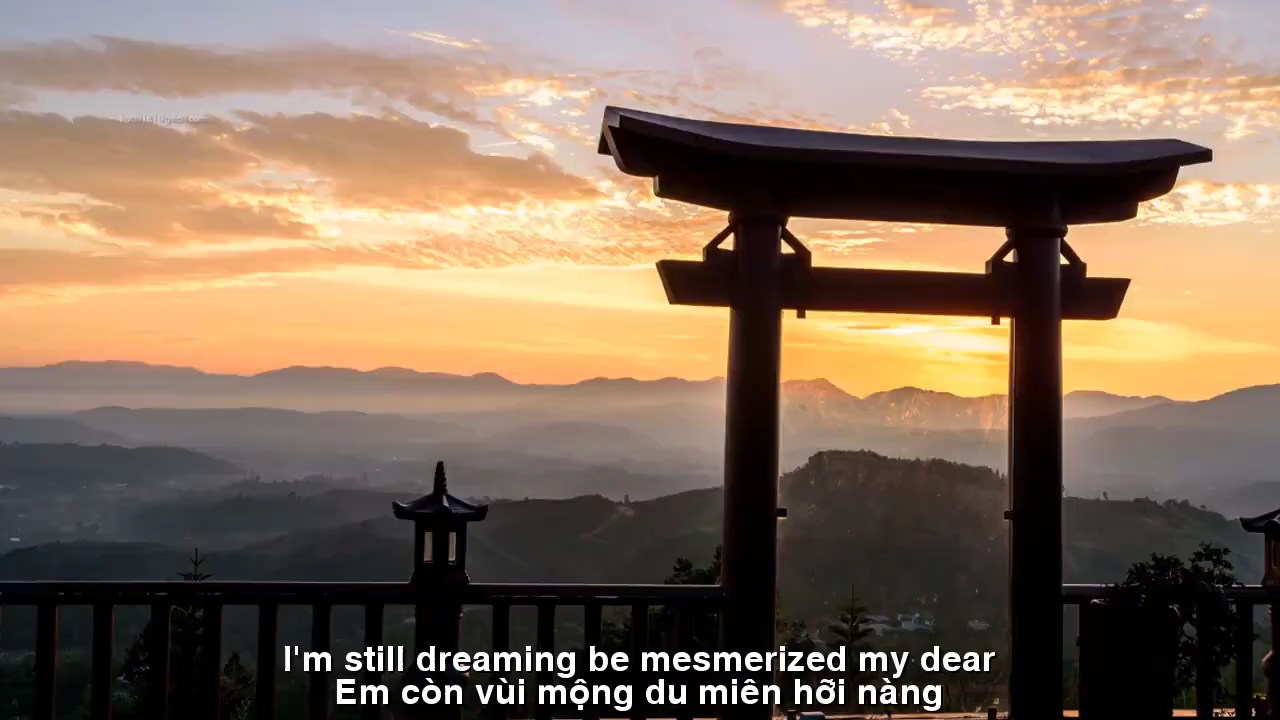 I'm still dreaming be mesmerized my dear
Em còn vùi mộng du miên hỡi nàng